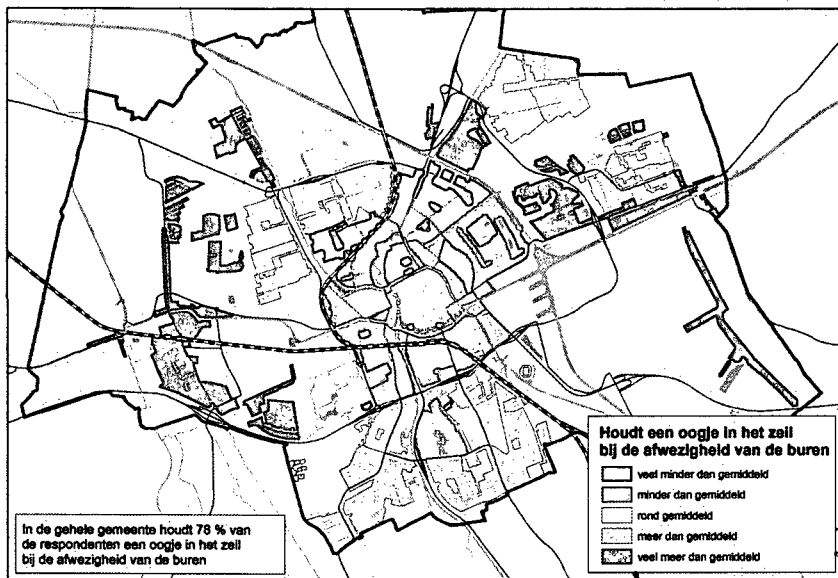 Houdt een oogje in het zeil
bij de afwezigheid van de buren
veel minder dan gemiddeld
minder dan gemiddeld
rond gemiddeld
meer dan gemiddeld
veel meer dan gemiddeld
In de gehele gemeente houdt 78 % van
de respondenten een oogje in het zeil
bij de afwezigheid van de buren